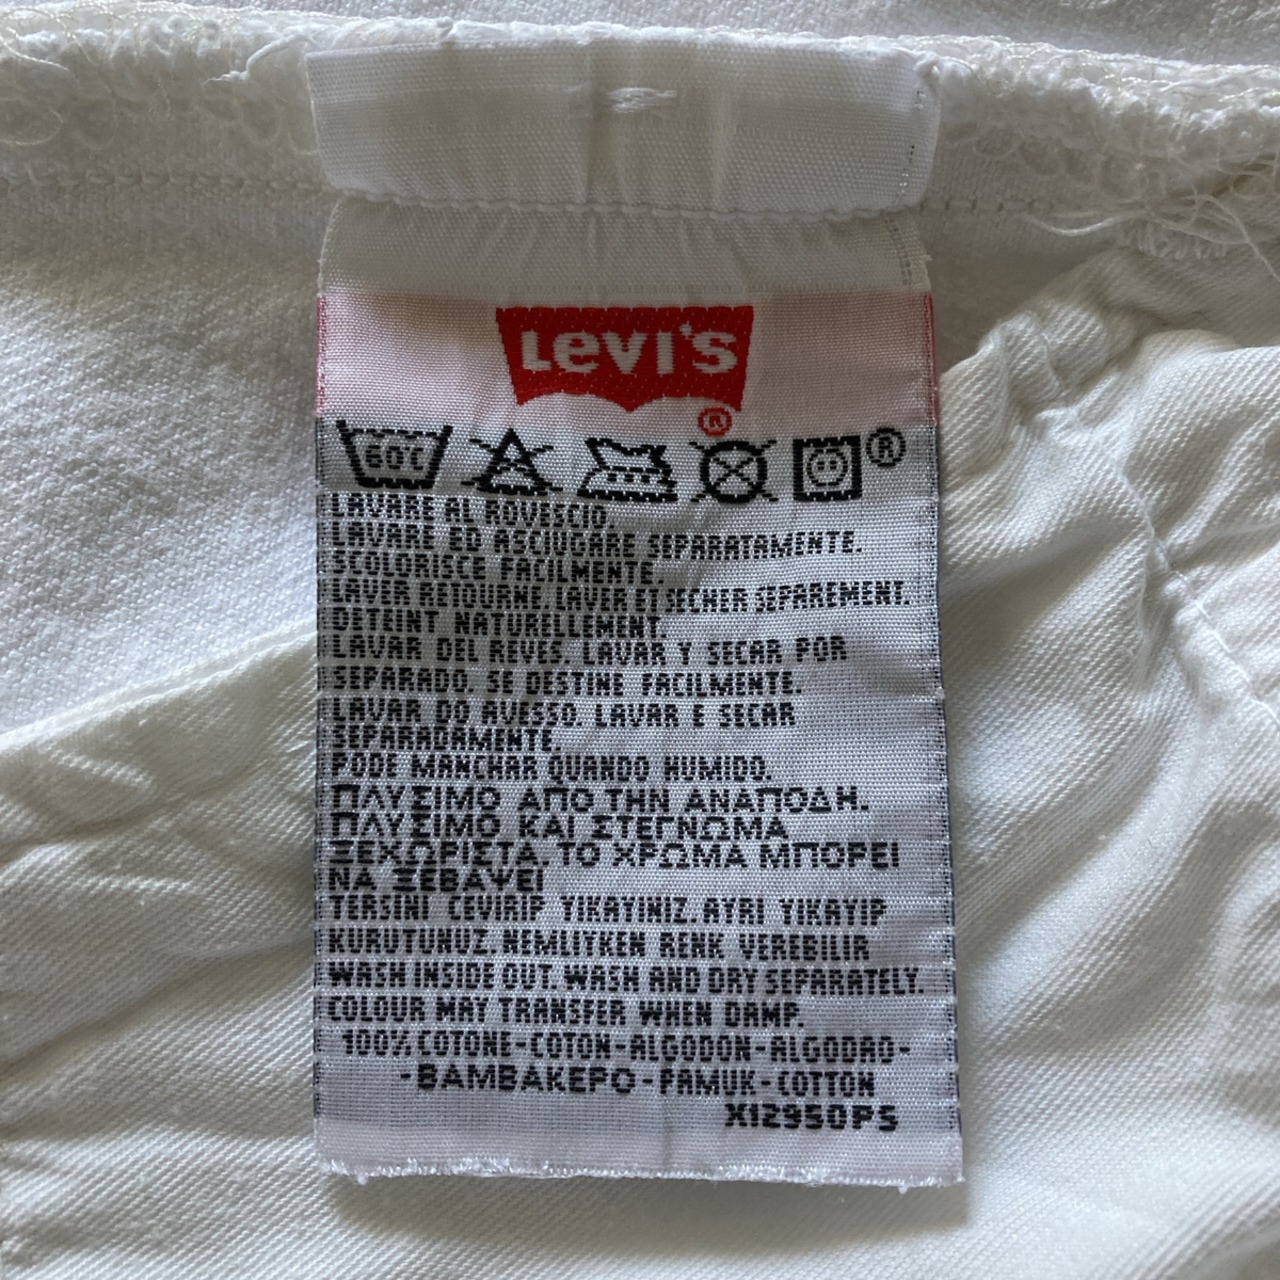 Levi's
®
60°C
®
LAVARE AL ROVESCIO.
LAVARE ED ASCIUGARE SEPARATAMENTE.
SCOLORISCE FACILMENTE.
LAVER RETOURNE. LAVER ET SECHER SEPAREMENT.
DETEINT NATURELLEMENT.
LAVAR DEL REVES. LAVAR Y SECAR POR
SEPARADO. SE DESTINE FACILMENTE.
LAVAR DO AVESSO. LAVAR E SECAR
SEPARADAMENTE.
PODE MANCHAR QUANDO HUMIDO.
ΠΛΥΣΙΜΟ ΑΠΟ ΤΗΝ ΑΝΑΠΟΔΗ.
ΠΛΥΣΙΜΟ ΚΑΙ ΣΤΕΓΝΩΜΑ
ΞΕΧΩΡΙΣΤΑ ΤΟ ΧΡΩΜΑ ΜΠΟΡΕΙ
ΝΑ ΞΕΒΑΨΕΙ
TERSINI CEVIRIP YIKAYINIZ. AYRI YIKAYIP
KURUTUNUZ. NEMLITKEN RENK VEREBILIR
WASH INSIDE OUT. WASH AND DRY SEPARATELY.
COLOUR MAY TRANSFER WHEN DAMP.
100% COTONE-COTON-ALGODON-ALGODAO-
-ΒΑΜΒΑΚΕΡΟ-PAMUK-COTTON
X12950PS